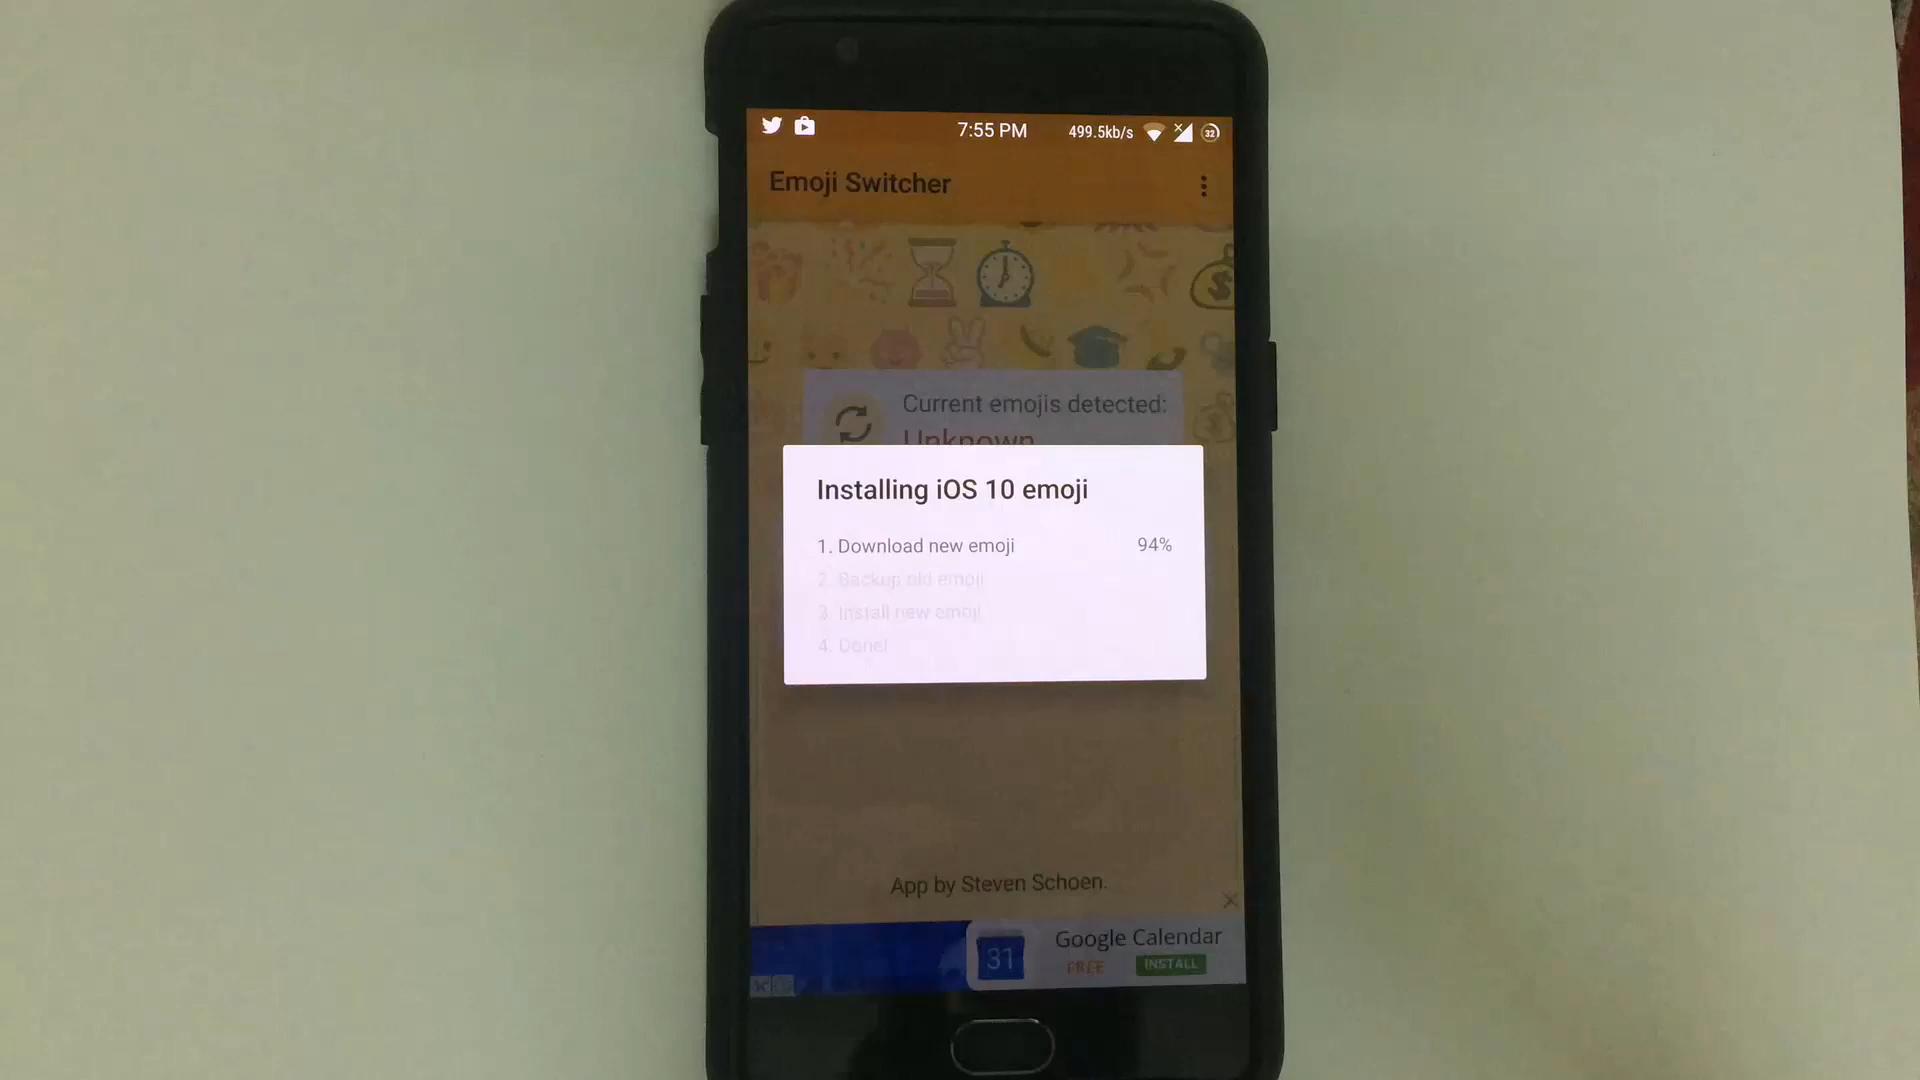 7:55 PM 499.5kb/s 32
Emoji Switcher
Current emojis detected:
Unknown
Installing iOS 10 emoji
1. Download new emoji 94%
2. Backup old emoji
3. Install new emoji
4. Done!
App by Steven Schoen.
31 Google Calendar
FREE INSTALL